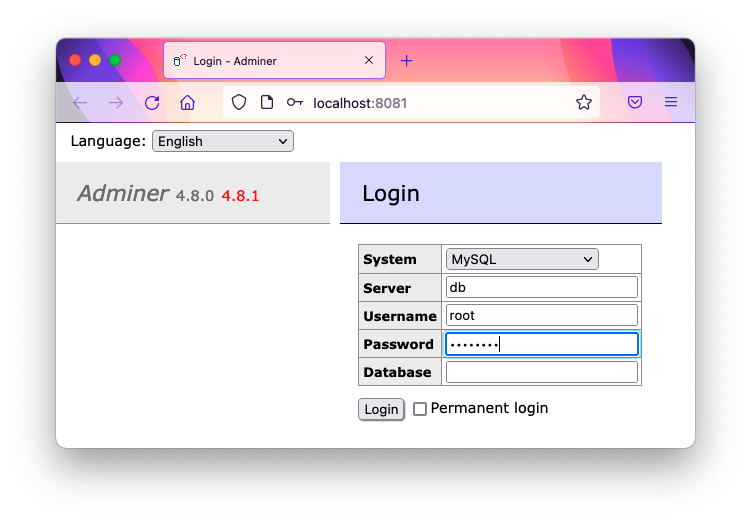 Login - Adminer
localhost:8081
Language: English
Adminer 4.8.0 4.8.1
Login
System MySQL
Server db
Username root
Password ••••••••
Database
Login Permanent login